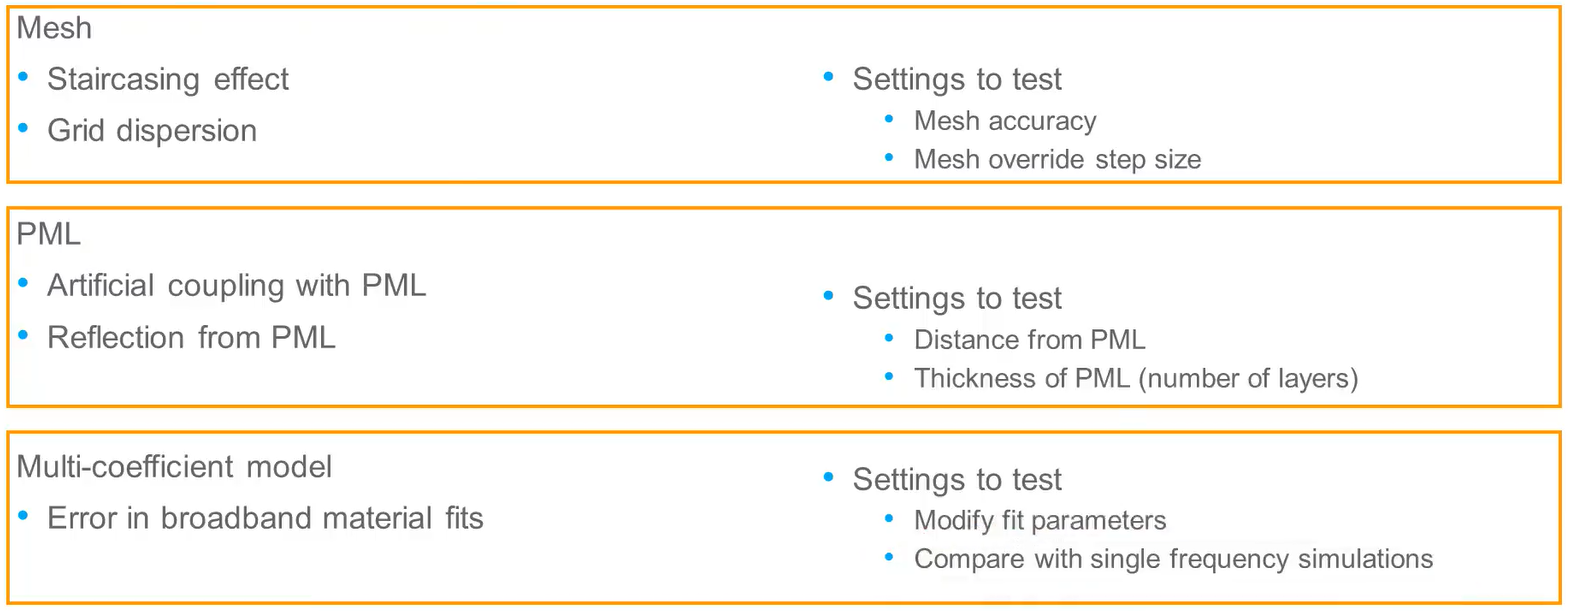 Mesh
• Staircasing effect
• Grid dispersion
• Settings to test
• Mesh accuracy
• Mesh override step size
PML
• Artificial coupling with PML
• Reflection from PML
• Settings to test
• Distance from PML
• Thickness of PML (number of layers)
Multi-coefficient model
• Error in broadband material fits
• Settings to test
• Modify fit parameters
• Compare with single frequency simulations